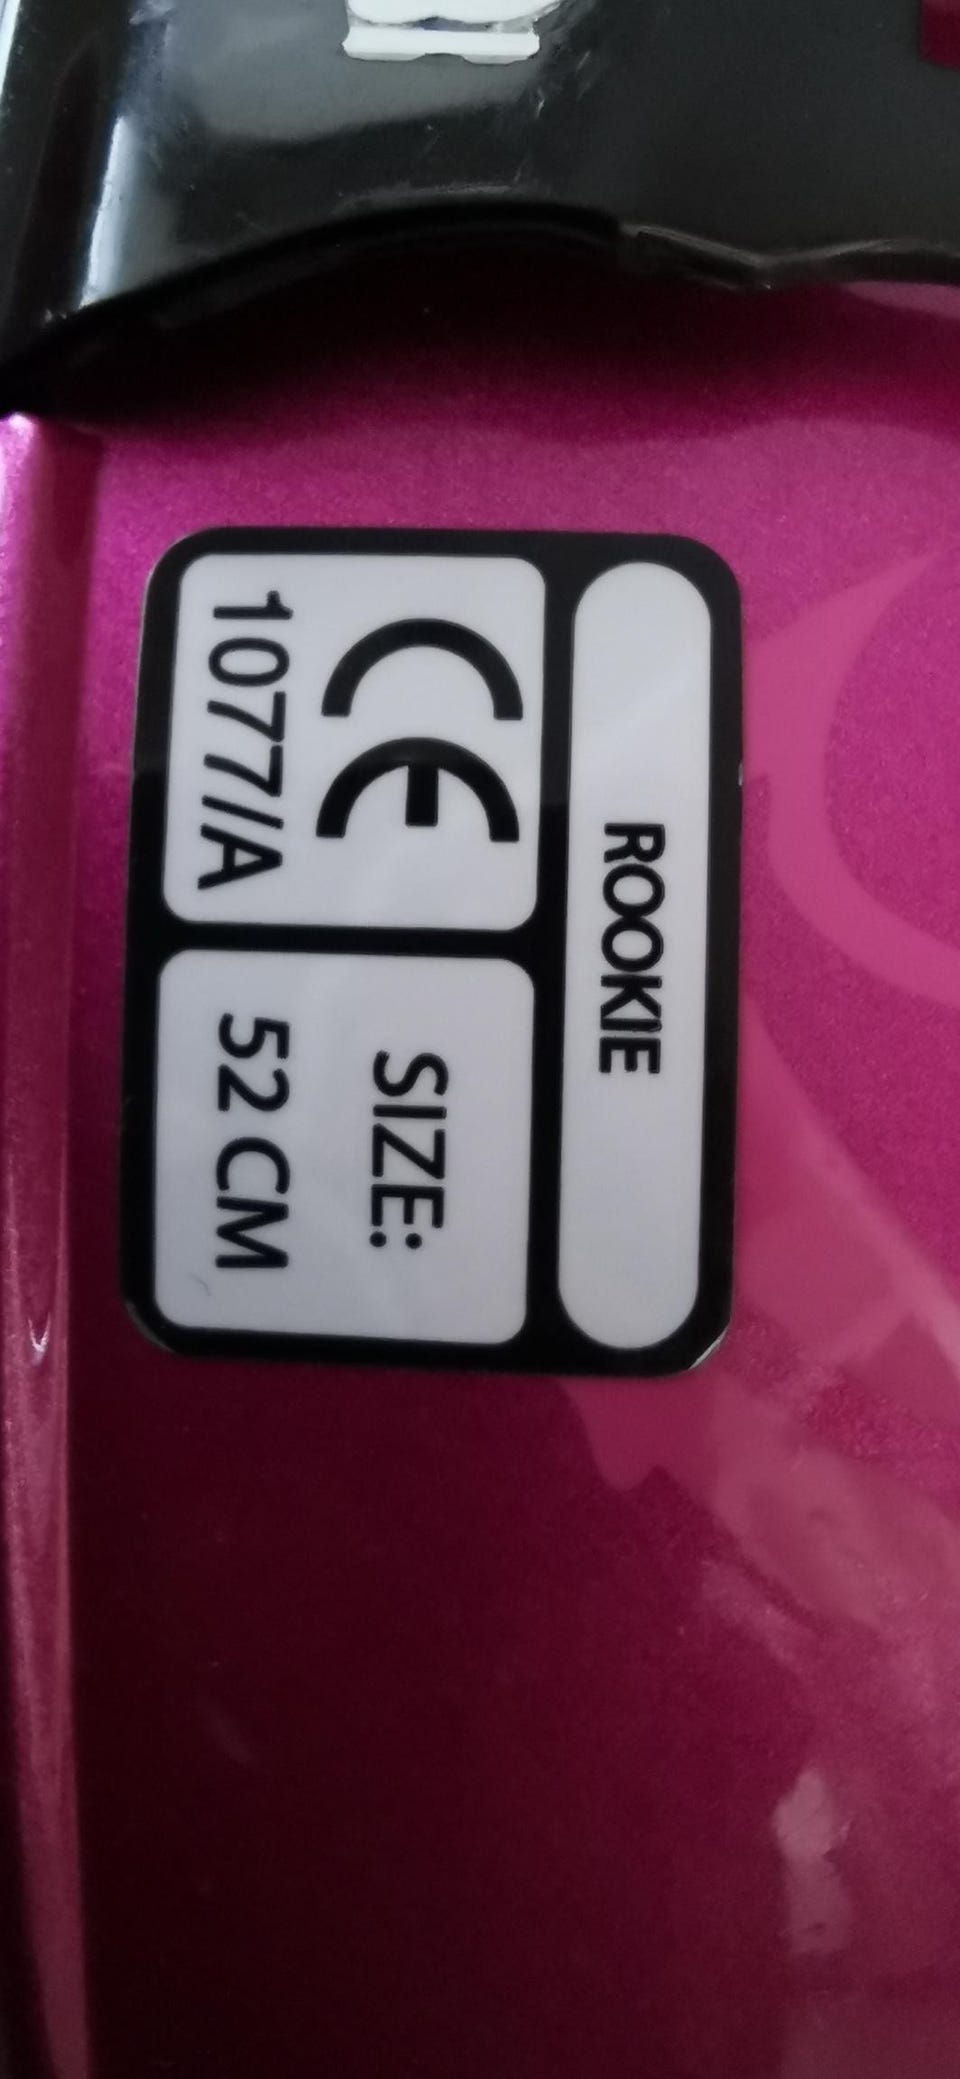 ROOKIE
CE
1077/A
SIZE:
52 CM